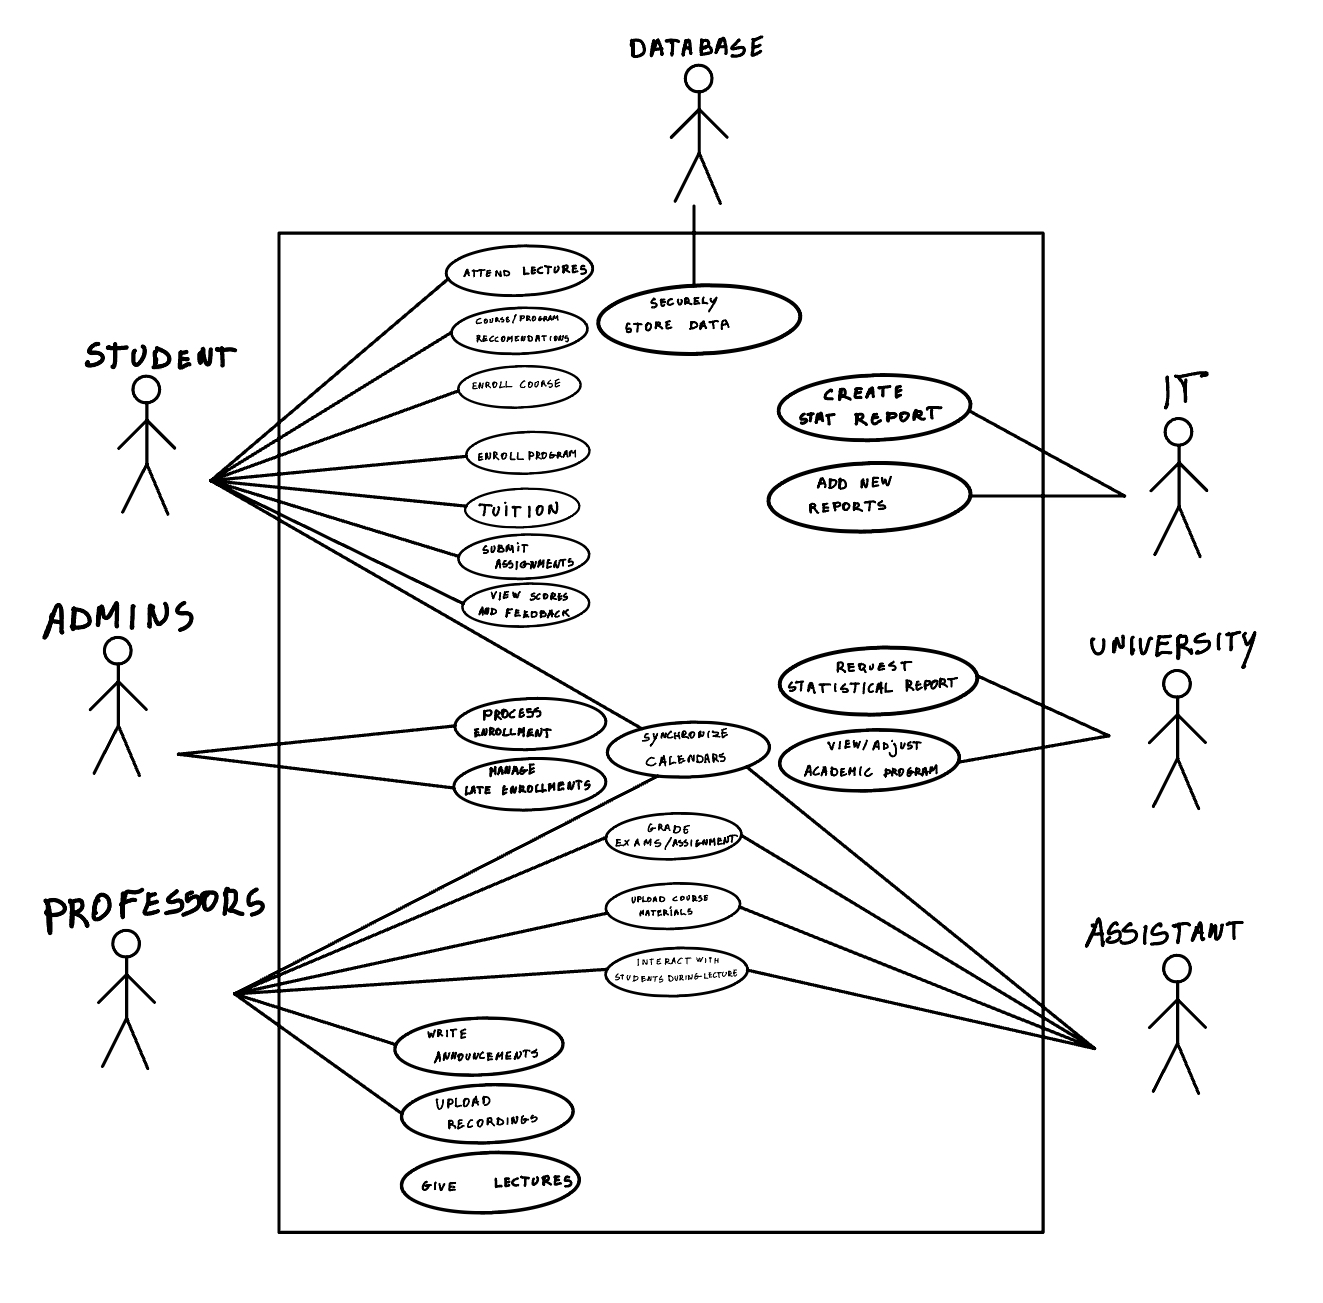 DATABASE
ATTEND LECTURES
SECURELY
STORE DATA
COURSE/PROGRAM
RECCOMENDATIONS
STUDENT
ENROLL COURSE
IT
CREATE
STAT REPORT
ENROLL PROGRAM
ADD NEW
REPORTS
TUITION
SUBMIT
ASSIGNMENTS
VIEW SCORES
AND FEEDBACK
ADMINS
UNIVERSITY
REQUEST
STATISTICAL REPORT
PROCESS
ENROLLMENT
SYNCHRONIZE
CALENDARS
VIEW/ADJUST
ACADEMIC PROGRAM
MANAGE
LATE ENROLLMENTS
GRADE
EXAMS/ASSIGNMENT
PROFESSORS
UPLOAD COURSE
MATERIALS
ASSISTANT
INTERACT WITH
STUDENTS DURING LECTURE
WRITE
ANNOUNCEMENTS
UPLOAD
RECORDINGS
GIVE LECTURES